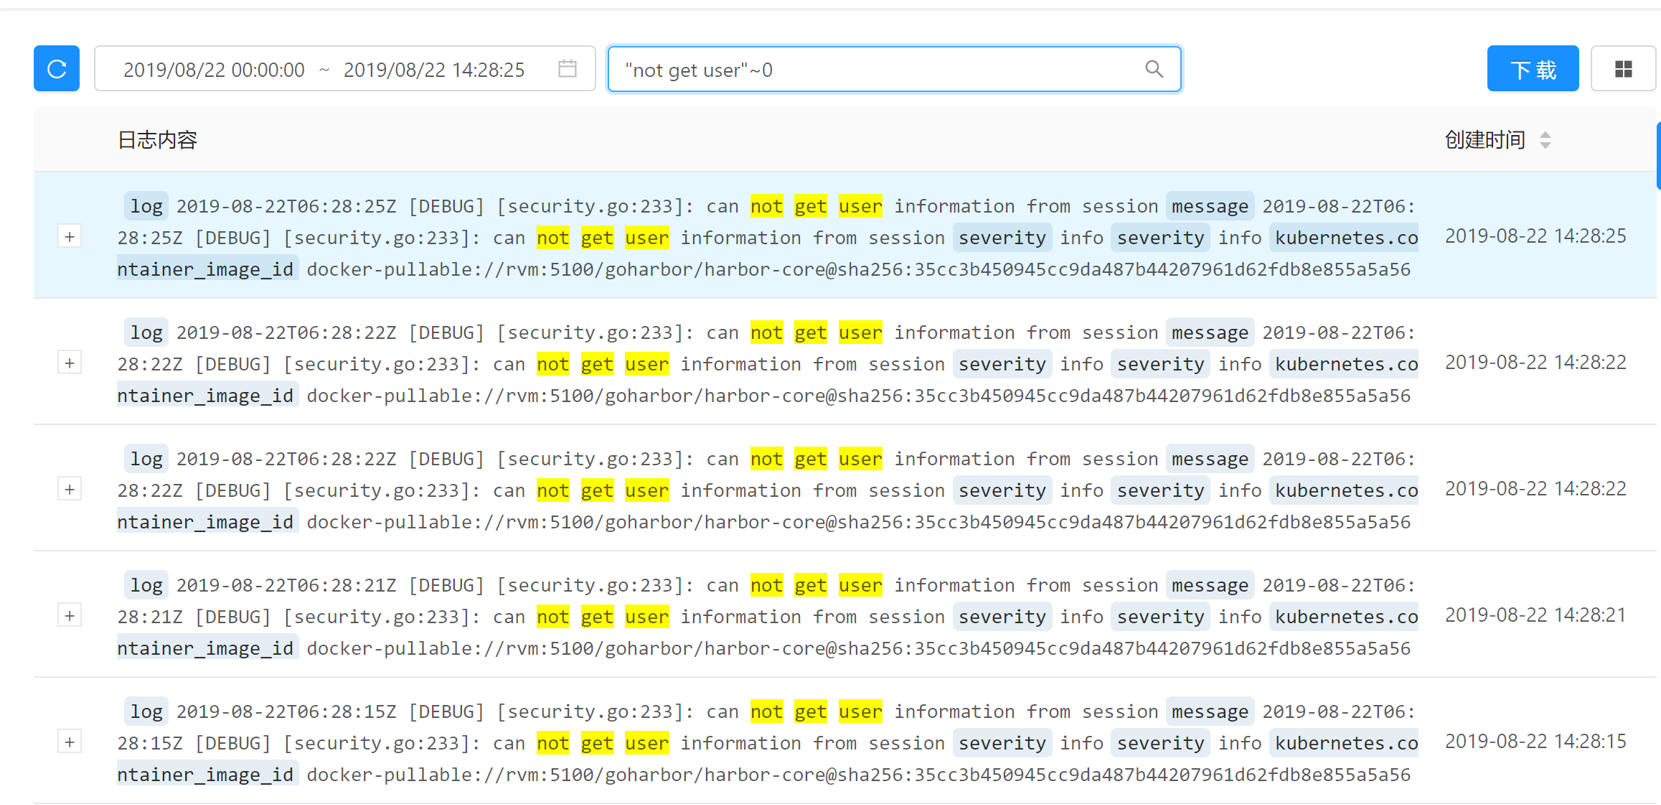 2019/08/22 00:00:00 ~ 2019/08/22 14:28:25 "not get user"~0 下 载
日志内容 创建时间
log 2019-08-22T06:28:25Z [DEBUG] [security.go:233]: can not get user information from session message 2019-08-22T06:
28:25Z [DEBUG] [security.go:233]: can not get user information from session severity info severity info kubernetes.co 2019-08-22 14:28:25
ntainer_image_id docker-pullable://rvm:5100/goharbor/harbor-core@sha256:35cc3b450945cc9da487b44207961d62fdb8e855a5a56
log 2019-08-22T06:28:22Z [DEBUG] [security.go:233]: can not get user information from session message 2019-08-22T06:
28:22Z [DEBUG] [security.go:233]: can not get user information from session severity info severity info kubernetes.co 2019-08-22 14:28:22
ntainer_image_id docker-pullable://rvm:5100/goharbor/harbor-core@sha256:35cc3b450945cc9da487b44207961d62fdb8e855a5a56
log 2019-08-22T06:28:22Z [DEBUG] [security.go:233]: can not get user information from session message 2019-08-22T06:
28:22Z [DEBUG] [security.go:233]: can not get user information from session severity info severity info kubernetes.co 2019-08-22 14:28:22
ntainer_image_id docker-pullable://rvm:5100/goharbor/harbor-core@sha256:35cc3b450945cc9da487b44207961d62fdb8e855a5a56
log 2019-08-22T06:28:21Z [DEBUG] [security.go:233]: can not get user information from session message 2019-08-22T06:
28:21Z [DEBUG] [security.go:233]: can not get user information from session severity info severity info kubernetes.co 2019-08-22 14:28:21
ntainer_image_id docker-pullable://rvm:5100/goharbor/harbor-core@sha256:35cc3b450945cc9da487b44207961d62fdb8e855a5a56
log 2019-08-22T06:28:15Z [DEBUG] [security.go:233]: can not get user information from session message 2019-08-22T06:
28:15Z [DEBUG] [security.go:233]: can not get user information from session severity info severity info kubernetes.co 2019-08-22 14:28:15
ntainer_image_id docker-pullable://rvm:5100/goharbor/harbor-core@sha256:35cc3b450945cc9da487b44207961d62fdb8e855a5a56